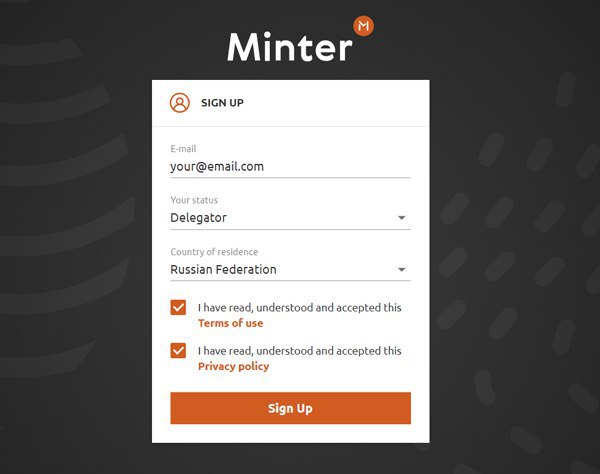 Minter M
SIGN UP
E-mail
your@email.com
Your status
Delegator
Country of residence
Russian Federation
I have read, understood and accepted this
Terms of use
I have read, understood and accepted this
Privacy policy
Sign Up